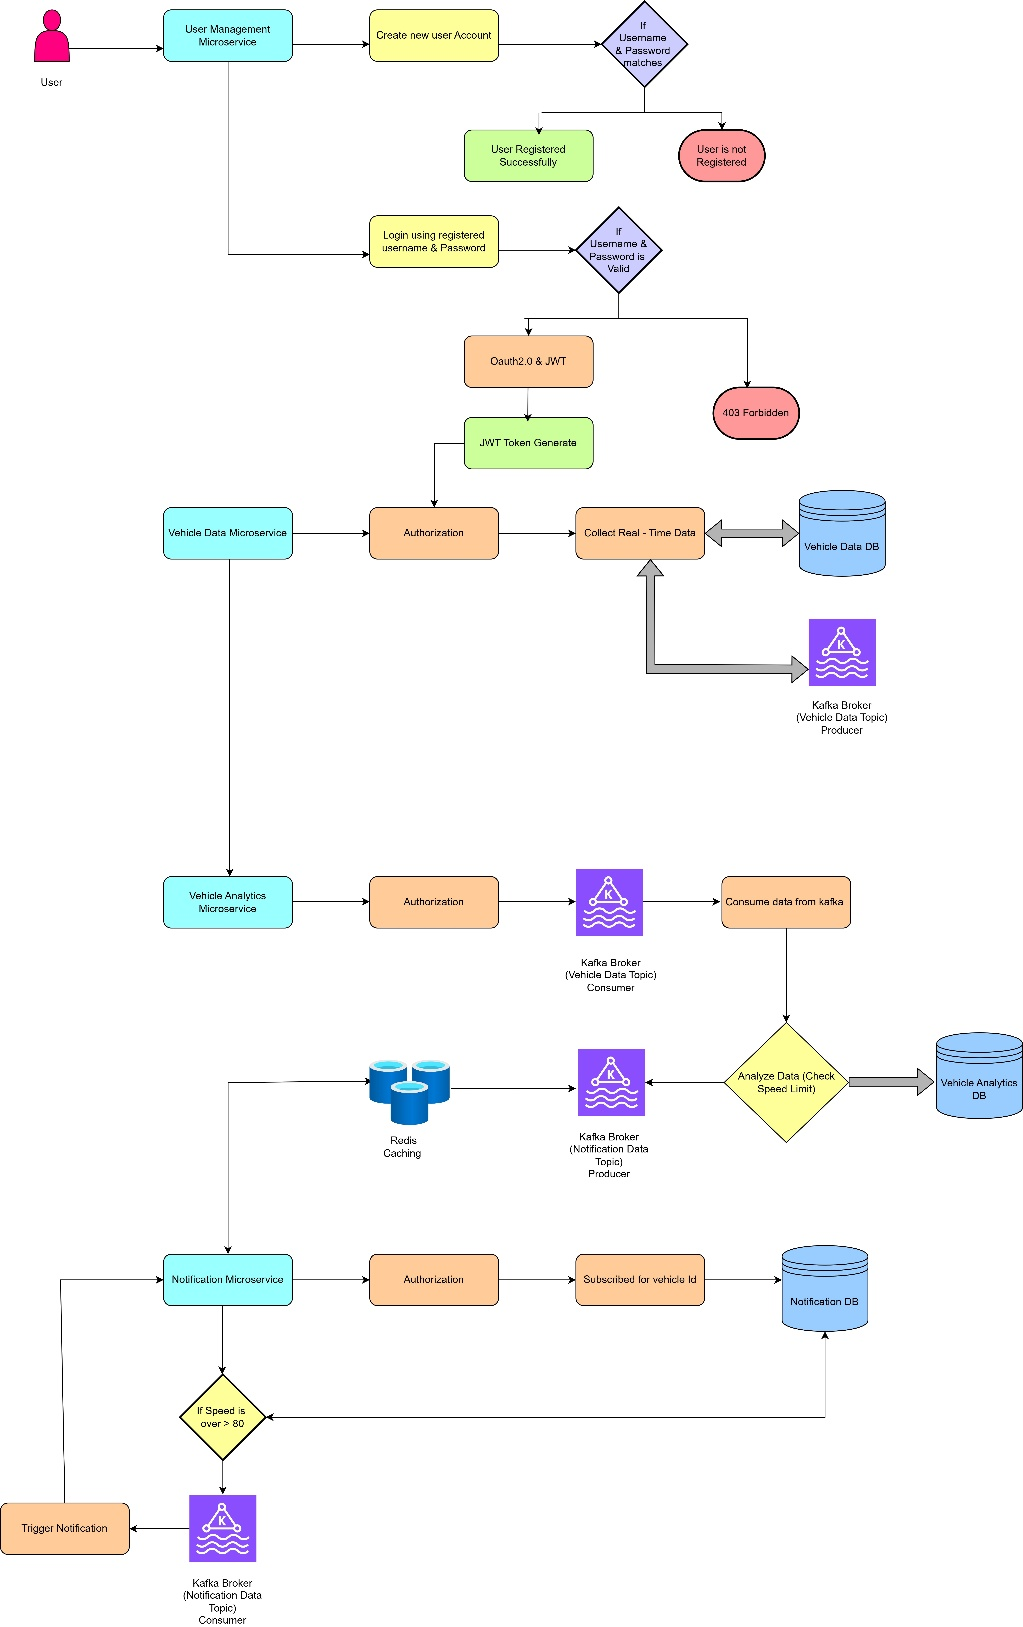 User
User Management
Microservice
Create new user Account
If
Username
& Password
matches
User Registered
Successfully
User is not
Registered
Login using registered
username & Password
If
Username &
Password is
Valid
Oauth2.0 & JWT
403 Forbidden
JWT Token Generate
Vehicle Data Microservice
Authorization
Collect Real - Time Data
Vehicle Data DB
K
Kafka Broker
(Vehicle Data Topic)
Producer
Vehicle Analytics
Microservice
Authorization
K
Kafka Broker
(Vehicle Data Topic)
Consumer
Consume data from kafka
Analyze Data (Check
Speed Limit)
Vehicle Analytics
DB
K
Kafka Broker
(Notification Data
Topic)
Producer
Redis
Caching
Notification Microservice
Authorization
Subscribed for vehicle Id
Notification DB
If Speed is
over > 80
K
Kafka Broker
(Notification Data
Topic)
Consumer
Trigger Notification